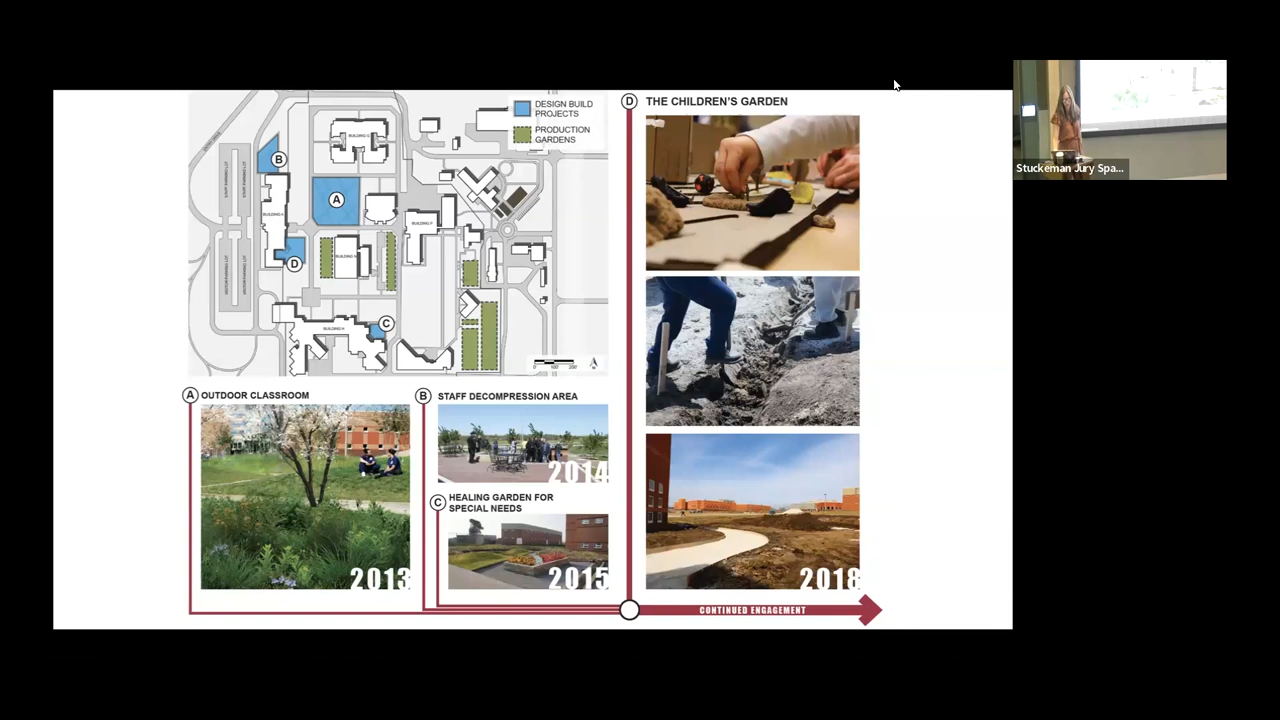 DESIGN BUILD
PROJECTS
PRODUCTION
GARDENS
B
A
D
C
A OUTDOOR CLASSROOM
2013
B STAFF DECOMPRESSION AREA
2014
C HEALING GARDEN FOR
SPECIAL NEEDS
2015
D THE CHILDREN'S GARDEN
2018
CONTINUED ENGAGEMENT
Stuckeman Jury Spa...